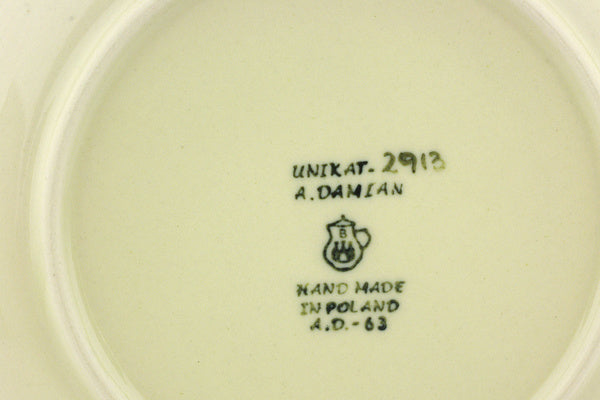 UNIKAT- 2913
A. DAMIAN
B
HAND MADE
IN POLAND
A.D.-63